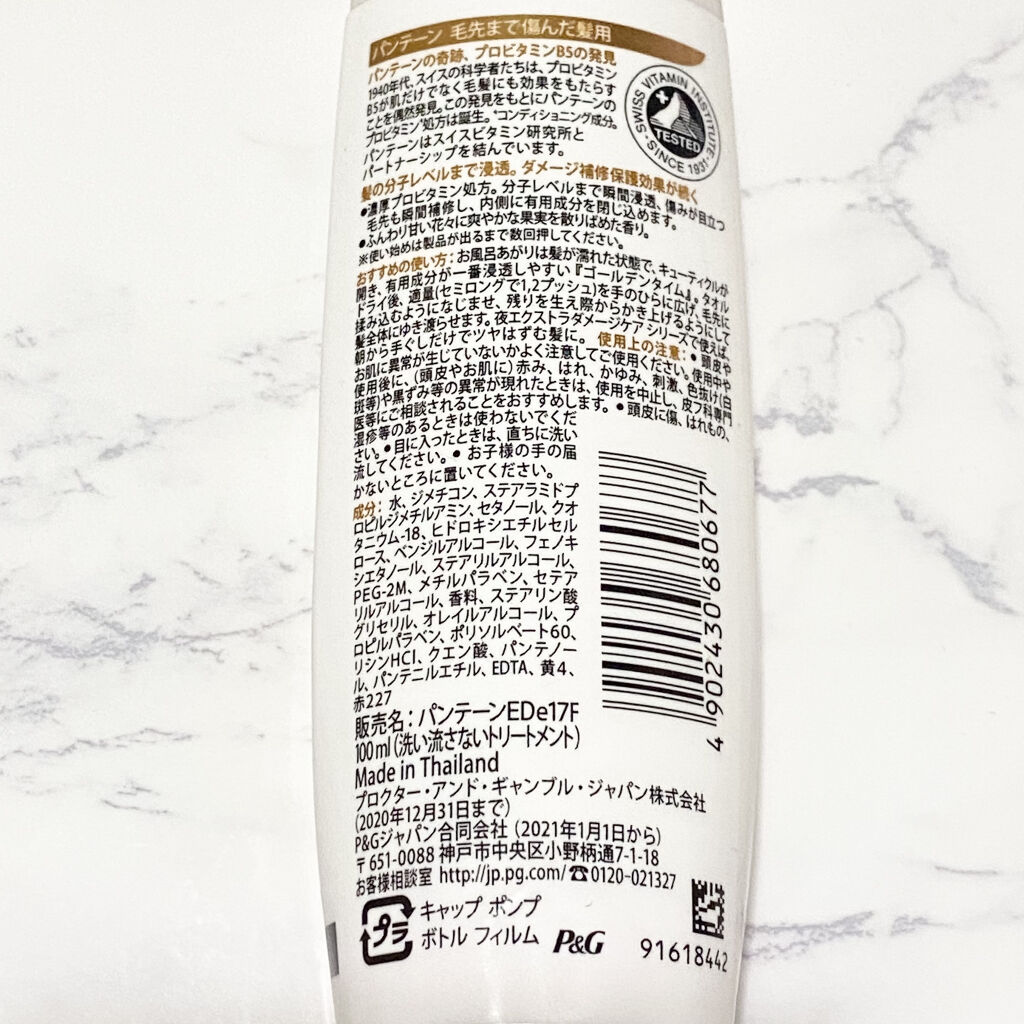 パンテーン 毛先まで傷んだ髪用
パンテーンの奇跡、プロビタミンB5の発見
1940年代、スイスの科学者たちは、プロビタミン
B5が肌だけでなく毛髪にも効果をもたらす
ことを偶然発見。この発見をもとにパンテーンの
プロビタミン*処方は誕生。*コンディショニング成分。
パンテーンはスイスビタミン研究所と
パートナーシップを結んでいます。
SWISS VITAMIN INSTITUTE
TESTED
SINCE 1931
髪の分子レベルまで浸透。ダメージ補修保護効果が続く
●濃厚プロビタミン処方。分子レベルまで瞬間浸透、傷みが目立つ
毛先も瞬間補修し、内側に有用成分を閉じ込めます。
●ふんわり甘い花々に爽やかな果実を散りばめた香り。
※使い始めは製品が出るまで数回押してください。
おすすめの使い方：お風呂あがりは髪が濡れた状態で、キューティクルが
開き、有用成分が一番浸透しやすい『ゴールデンタイム』。タオル
ドライ後、適量(セミロングで1,2プッシュ)を手のひらに広げ、毛先に
揉み込むようになじませ、残りを生え際からかき上げるようにして
髪全体にゆき渡らせます。夜エクストラダメージケア シリーズで使えば、
朝から手ぐしだけでツヤはずむ髪に。 使用上の注意：● 頭皮や
お肌に異常が生じていないかよく注意してご使用ください。使用中や
使用後に、(頭皮やお肌に) 赤み、はれ、かゆみ、刺激、色抜け(白
斑等)や黒ずみ等の異常が現れたときは、使用を中止し、皮フ科専門
医等にご相談されることをおすすめします。● 頭皮に傷、はれもの、
湿疹等のあるときは使わないでくだ
さい。● 目に入ったときは、直ちに洗い
流してください。● お子様の手の届
かないところに置いてください。
成分：水、ジメチコン、ステアラミドプ
ロピルジメチルアミン、セタノール、クオ
タニウム-18、ヒドロキシエチルセル
ロース、ベンジルアルコール、フェノキ
シエタノール、ステアリルアルコール、
PEG-2M、メチルパラベン、セテア
リルアルコール、香料、ステアリン酸
グリセリル、オレイルアルコール、プ
ロピルパラベン、ポリソルベート60、
リシンHCl、クエン酸、パンテノー
ル、パンテニルエチル、EDTA、黄4、
赤227
4 902430 680677
販売名：パンテーンEDe17F
100ml (洗い流さないトリートメント)
Made in Thailand
プロクター・アンド・ギャンブル・ジャパン株式会社
(2020年12月31日まで)
P&Gジャパン合同会社 (2021年1月1日から)
〒651-0088 神戸市中央区小野柄通7-1-18
お客様相談室 http://jp.pg.com/☎0120-021327
プラ
キャップ ポンプ
ボトル フィルム
P&G
91618442